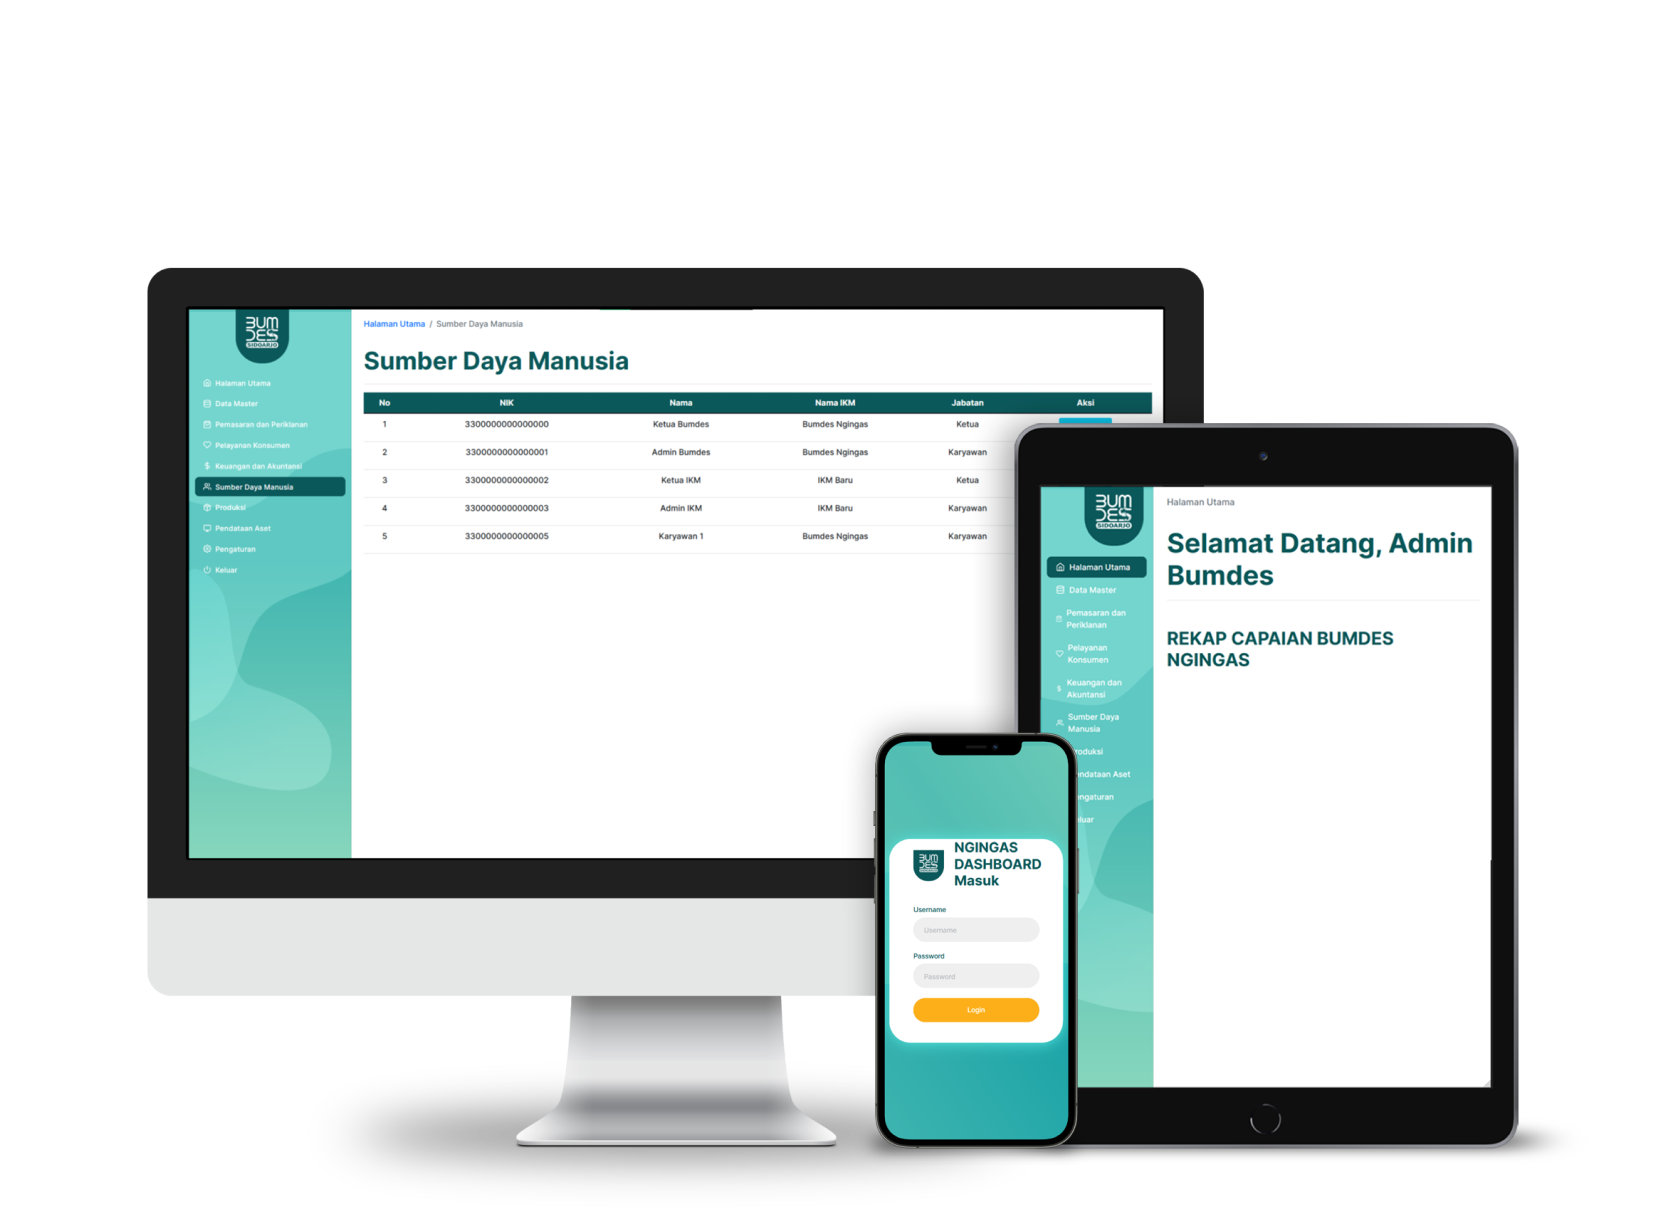 BUM
DES
SIDOARJO
Halaman Utama
Data Master
Pemasaran dan Periklanan
Pelayanan Konsumen
Keuangan dan Akuntansi
Sumber Daya Manusia
Produksi
Pendataan Aset
Pengaturan
Keluar
Halaman Utama / Sumber Daya Manusia
Sumber Daya Manusia
No NIK Nama Nama IKM Jabatan Aksi
1 3300000000000000 Ketua Bumdes Bumdes Ngingas Ketua
2 3300000000000001 Admin Bumdes Bumdes Ngingas Karyawan
3 3300000000000002 Ketua IKM IKM Baru Ketua
4 3300000000000003 Admin IKM IKM Baru Karyawan
5 3300000000000005 Karyawan 1 Bumdes Ngingas Karyawan
BUM
DES
SIDOARJO
Halaman Utama
Data Master
Pemasaran dan
Periklanan
Pelayanan
Konsumen
Keuangan dan
Akuntansi
Sumber Daya
Manusia
roduksi
ndataan Aset
ngaturan
luar
Halaman Utama
Selamat Datang, Admin
Bumdes
REKAP CAPAIAN BUMDES
NGINGAS
BUM
DES
NGINGAS
DASHBOARD
Masuk
Username
Username
Password
Password
Login